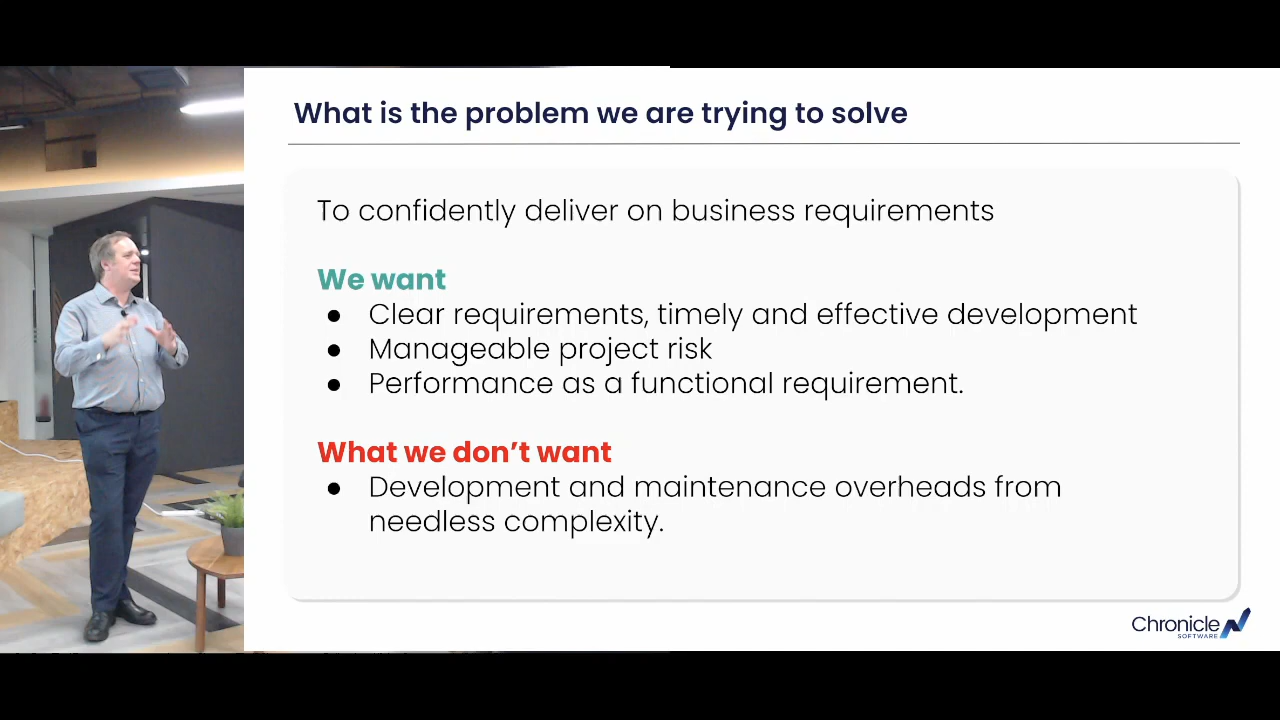 What is the problem we are trying to solve
To confidently deliver on business requirements
We want
● Clear requirements, timely and effective development
● Manageable project risk
● Performance as a functional requirement.
What we don’t want
● Development and maintenance overheads from
needless complexity.
Chronicle
SOFTWARE